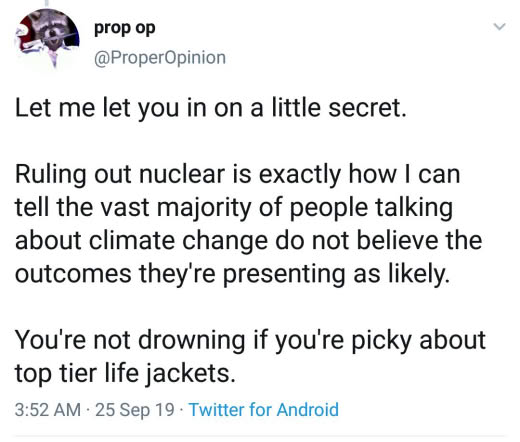 prop op
@ProperOpinion
Let me let you in on a little secret.
Ruling out nuclear is exactly how I can
tell the vast majority of people talking
about climate change do not believe the
outcomes they're presenting as likely.
You're not drowning if you're picky about
top tier life jackets.
3:52 AM · 25 Sep 19 · Twitter for Android